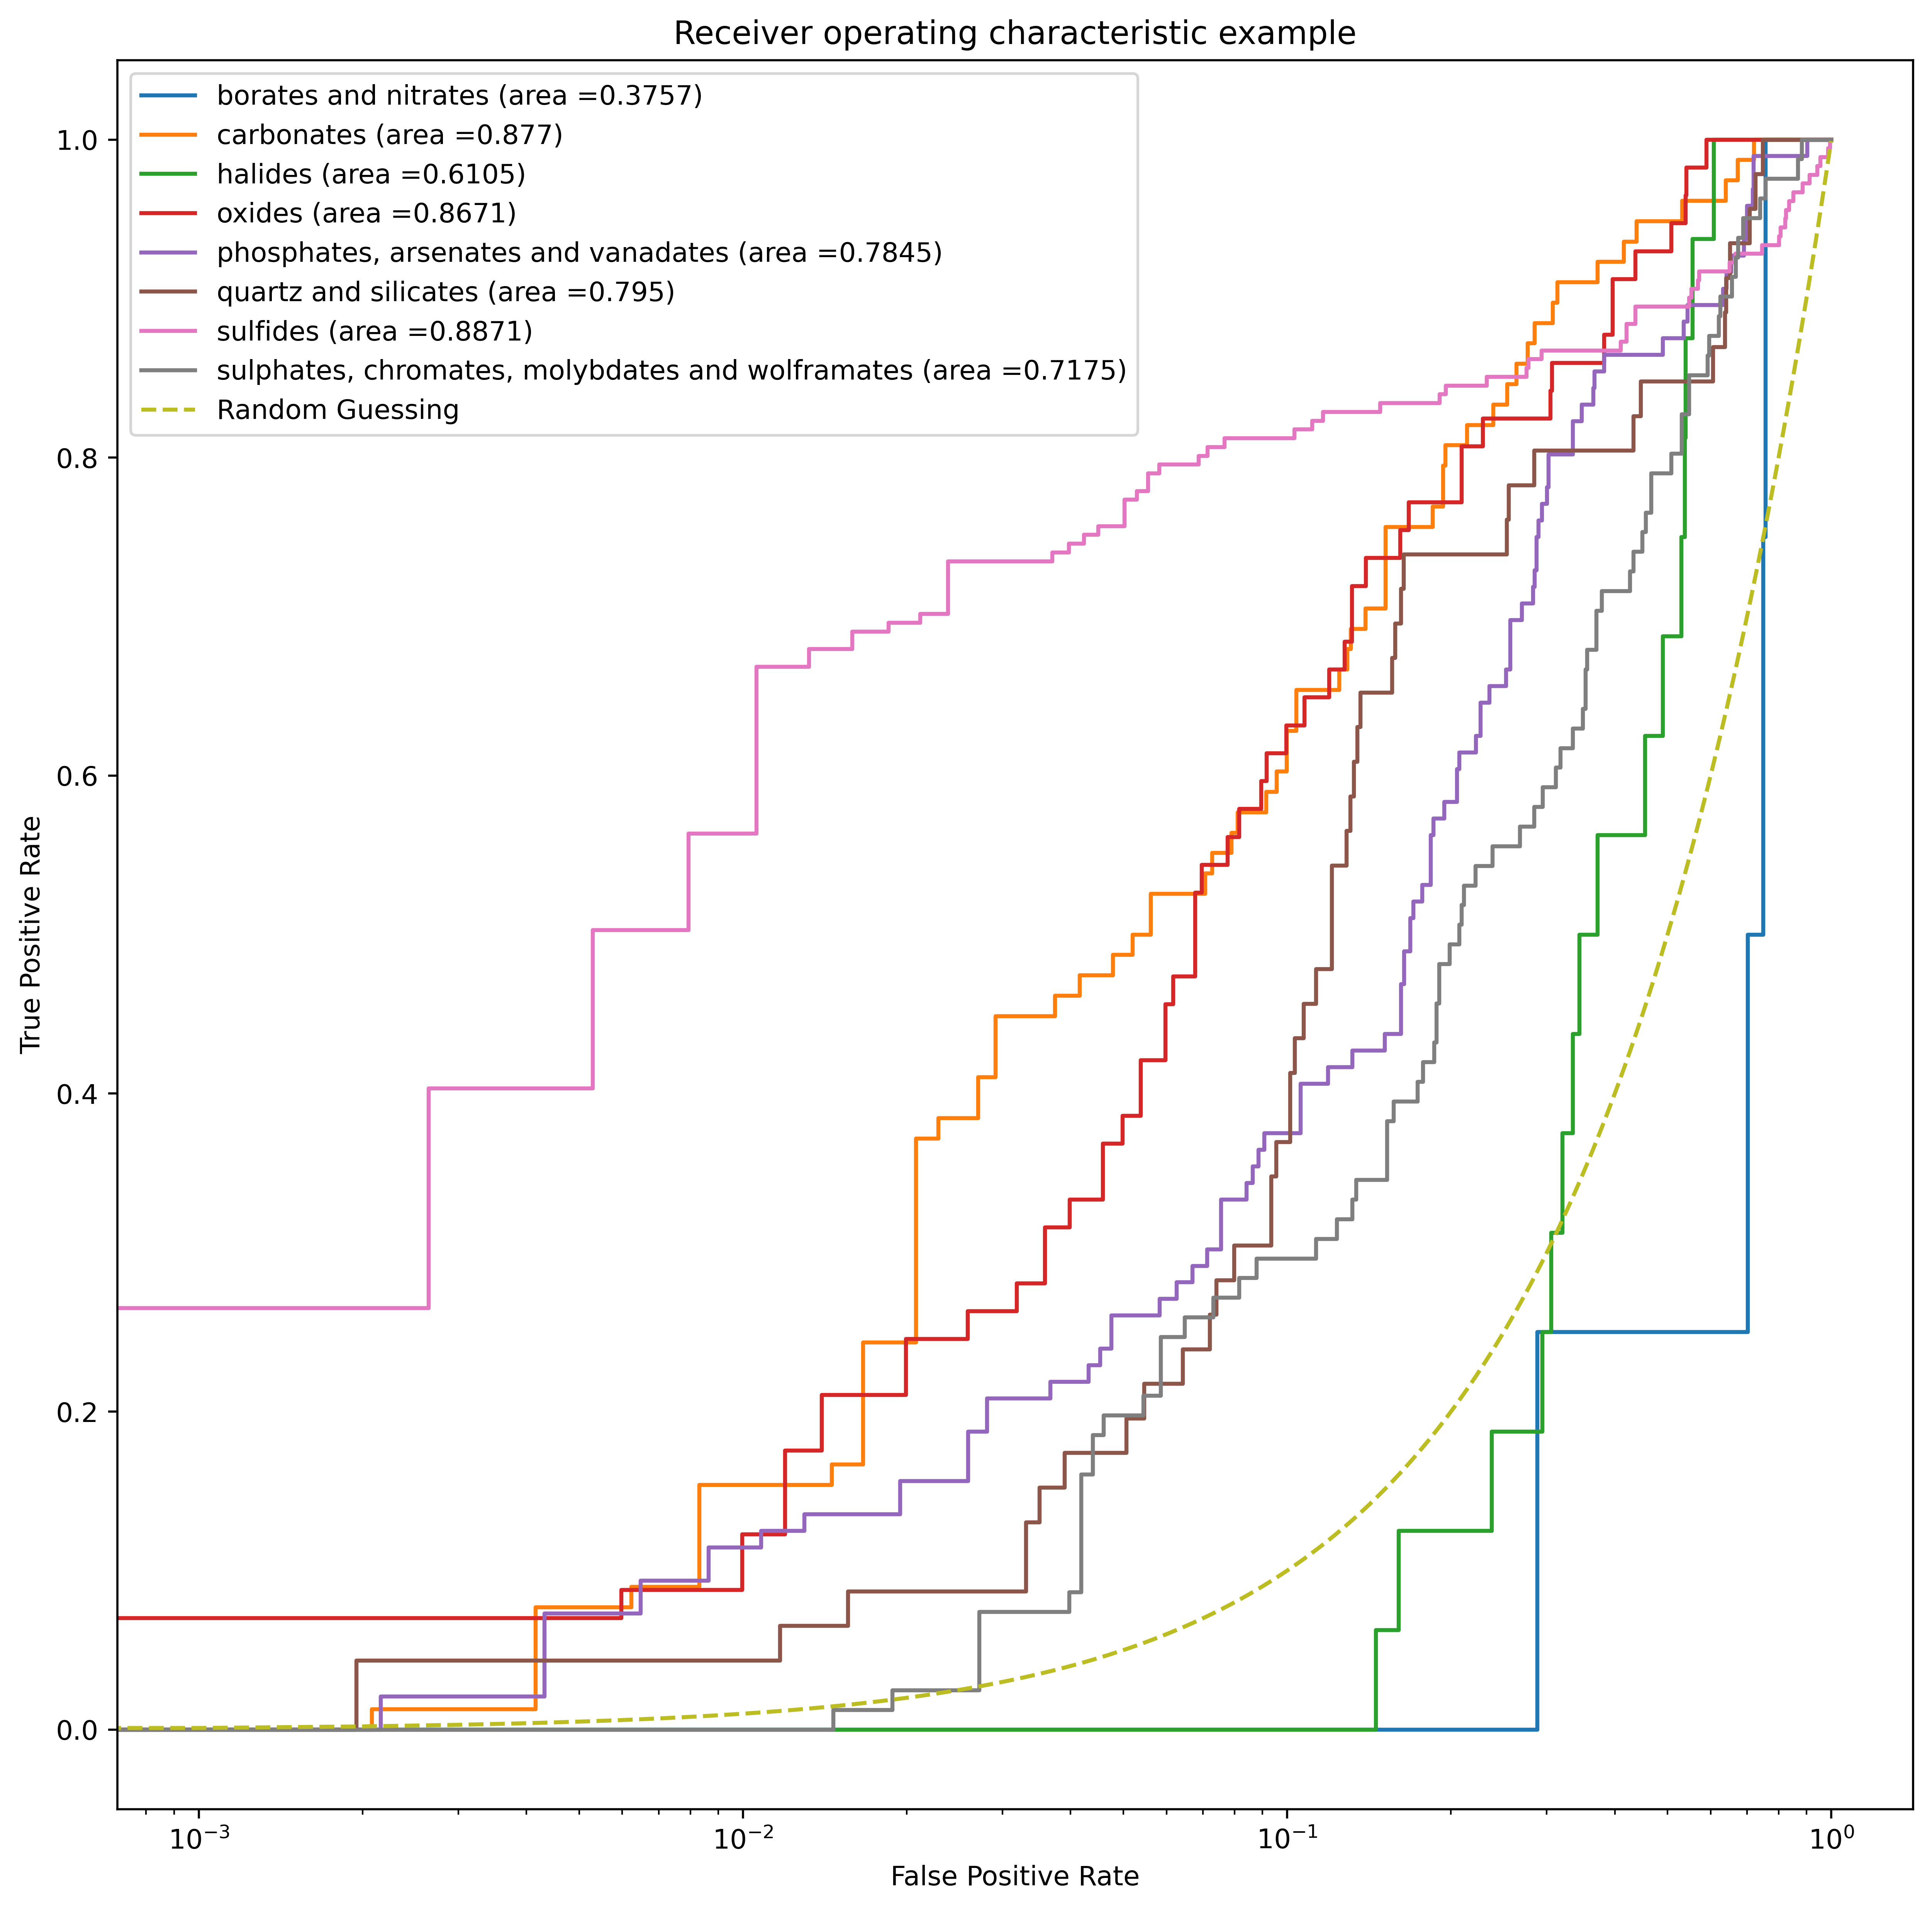 Receiver operating characteristic example
borates and nitrates (area =0.3757)
carbonates (area =0.877)
halides (area =0.6105)
oxides (area =0.8671)
phosphates, arsenates and vanadates (area =0.7845)
quartz and silicates (area =0.795)
sulfides (area =0.8871)
sulphates, chromates, molybdates and wolframates (area =0.7175)
Random Guessing
True Positive Rate
1.0
0.8
0.6
0.4
0.2
0.0
10⁻³ 10⁻² 10⁻¹ 10⁰
False Positive Rate